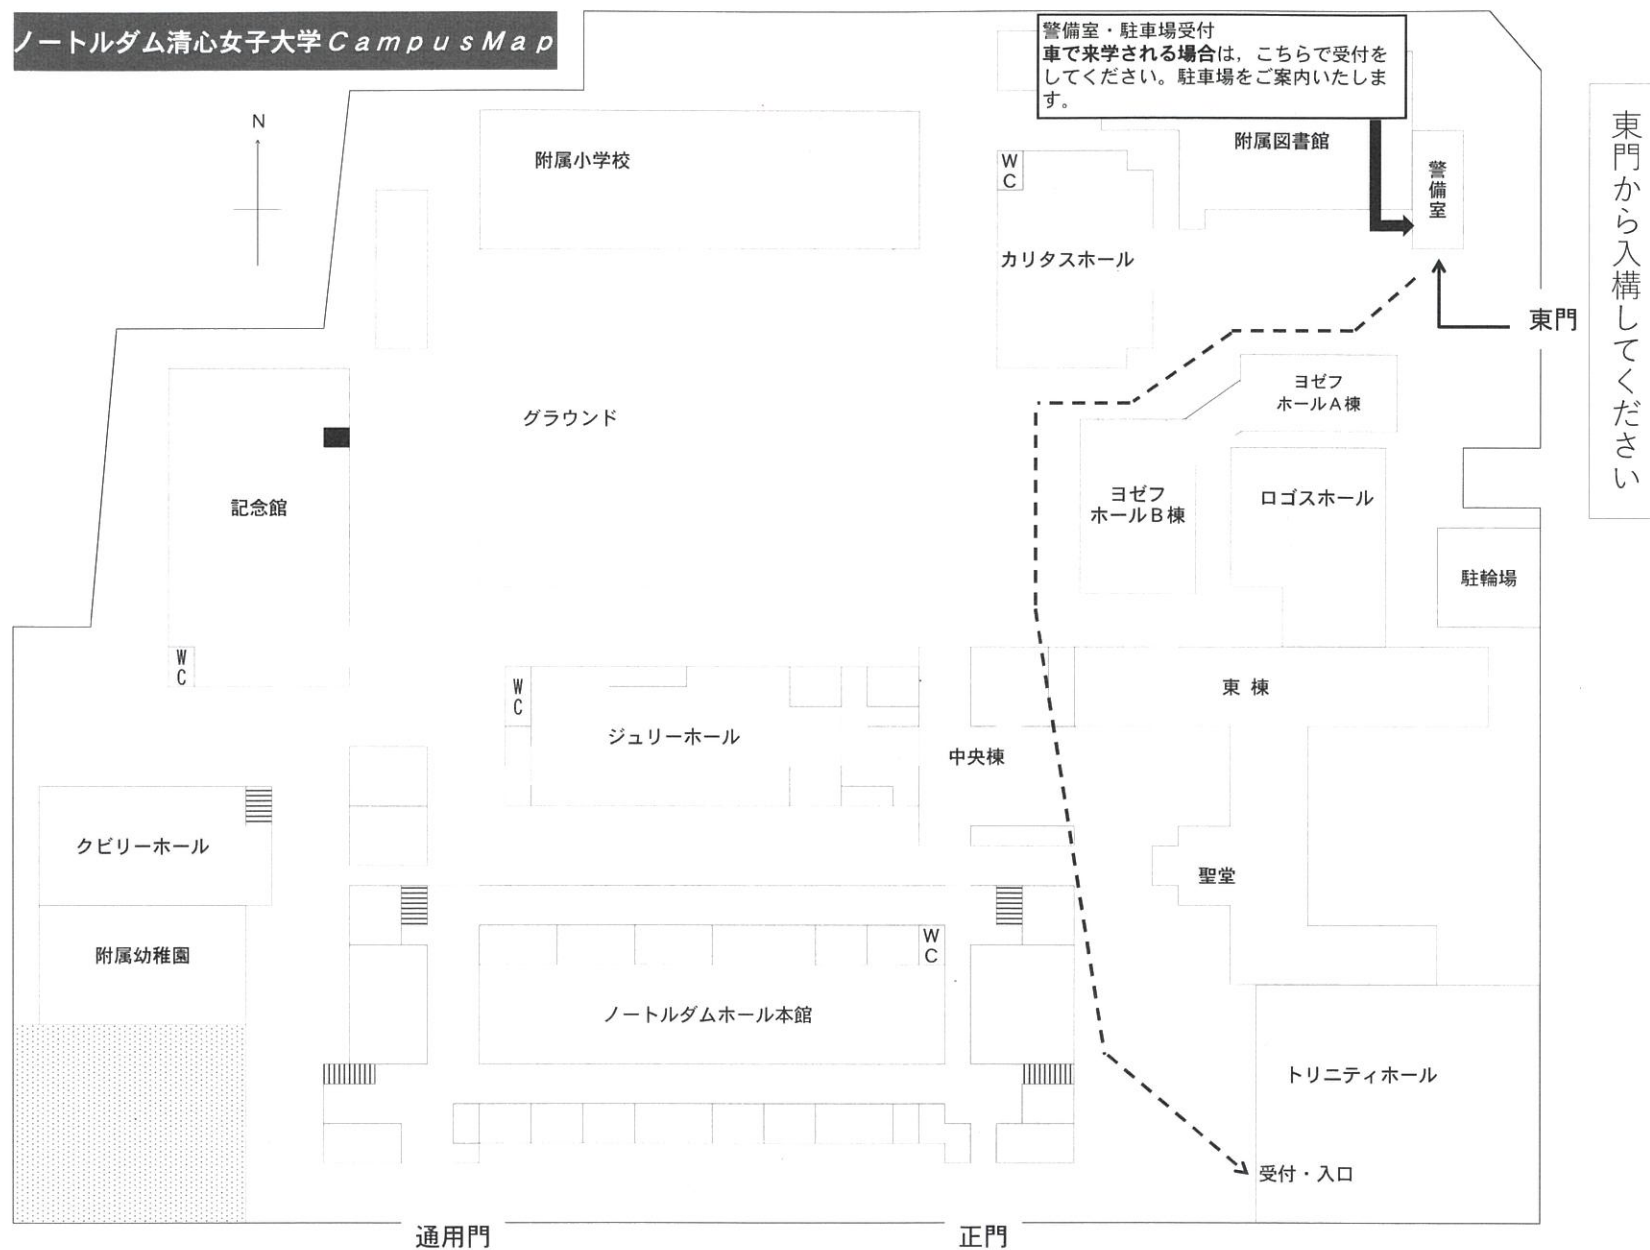 ノートルダム清心女子大学CampusMap
警備室・駐車場受付
車で来学される場合は，こちらで受付を
してください。駐車場をご案内いたしま
す。
東門から入構してください
N
附属小学校
WC
附属図書館
警備室
カリタスホール
東門
グラウンド
ヨゼフ
ホールＡ棟
記念館
ヨゼフ
ホールＢ棟
ロゴスホール
駐輪場
WC
WC
ジュリーホール
中央棟
東 棟
クビリーホール
聖堂
附属幼稚園
WC
ノートルダムホール本館
トリニティホール
受付・入口
通用門
正門